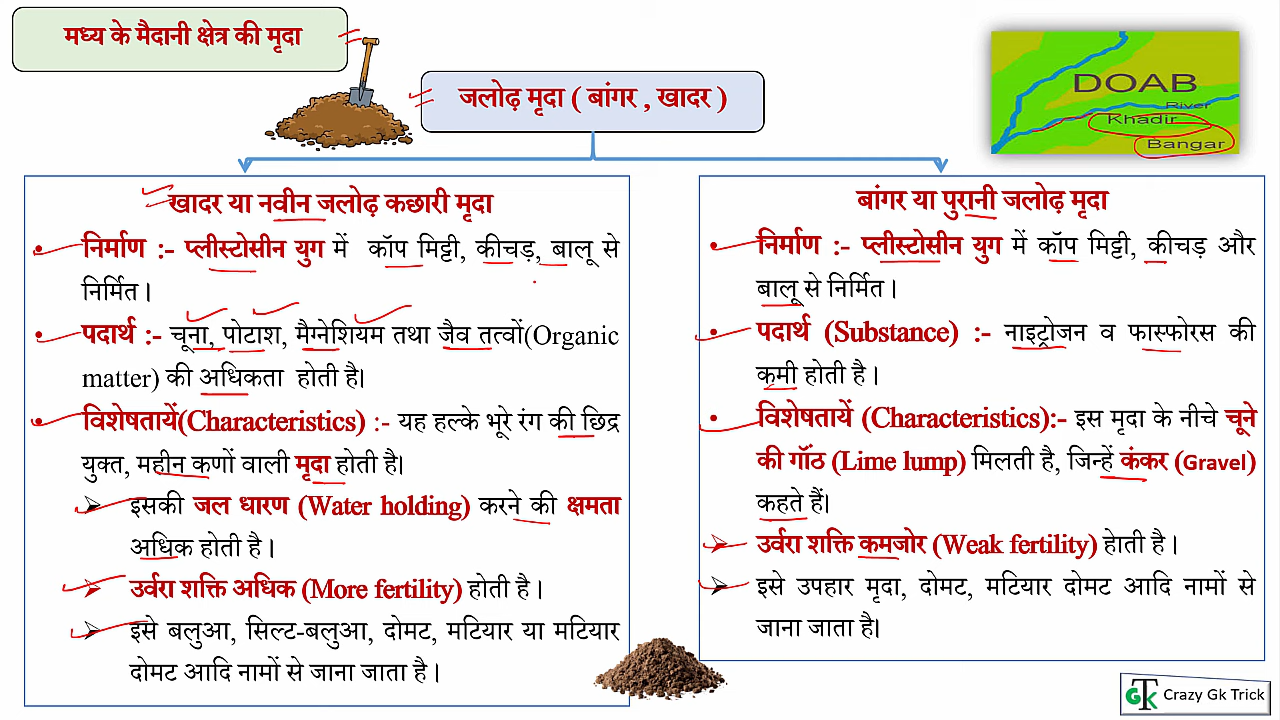 मध्य के मैदानी क्षेत्र की मृदा
जलोढ़ मृदा ( बांगर , खादर )
DOAB
River
Khadir
Bangar
खादर या नवीन जलोढ़ कछारी मृदा
• निर्माण :- प्लीस्टोसीन युग में कॉप मिट्टी, कीचड़, बालू से
निर्मित।
• पदार्थ :- चूना, पोटाश, मैग्नेशियम तथा जैव तत्वों(Organic
matter) की अधिकता होती है।
• विशेषतायें(Characteristics) :- यह हल्के भूरे रंग की छिद्र
युक्त, महीन कणों वाली मृदा होती है।
➢ इसकी जल धारण (Water holding) करने की क्षमता
अधिक होती है।
➢ उर्वरा शक्ति अधिक (More fertility) होती है।
➢ इसे बलुआ, सिल्ट-बलुआ, दोमट, मटियार या मटियार
दोमट आदि नामों से जाना जाता है।
बांगर या पुरानी जलोढ़ मृदा
• निर्माण :- प्लीस्टोसीन युग में कॉप मिट्टी, कीचड़ और
बालू से निर्मित।
• पदार्थ (Substance) :- नाइट्रोजन व फास्फोरस की
कमी होती है।
• विशेषतायें (Characteristics):- इस मृदा के नीचे चूने
की गॉंठ (Lime lump) मिलती है, जिन्हें कंकर (Gravel)
कहते हैं।
➢ उर्वरा शक्ति कमजोर (Weak fertility) हेाती है।
➢ इसे उपहार मृदा, दोमट, मटियार दोमट आदि नामों से
जाना जाता है।
GTK Crazy Gk Trick